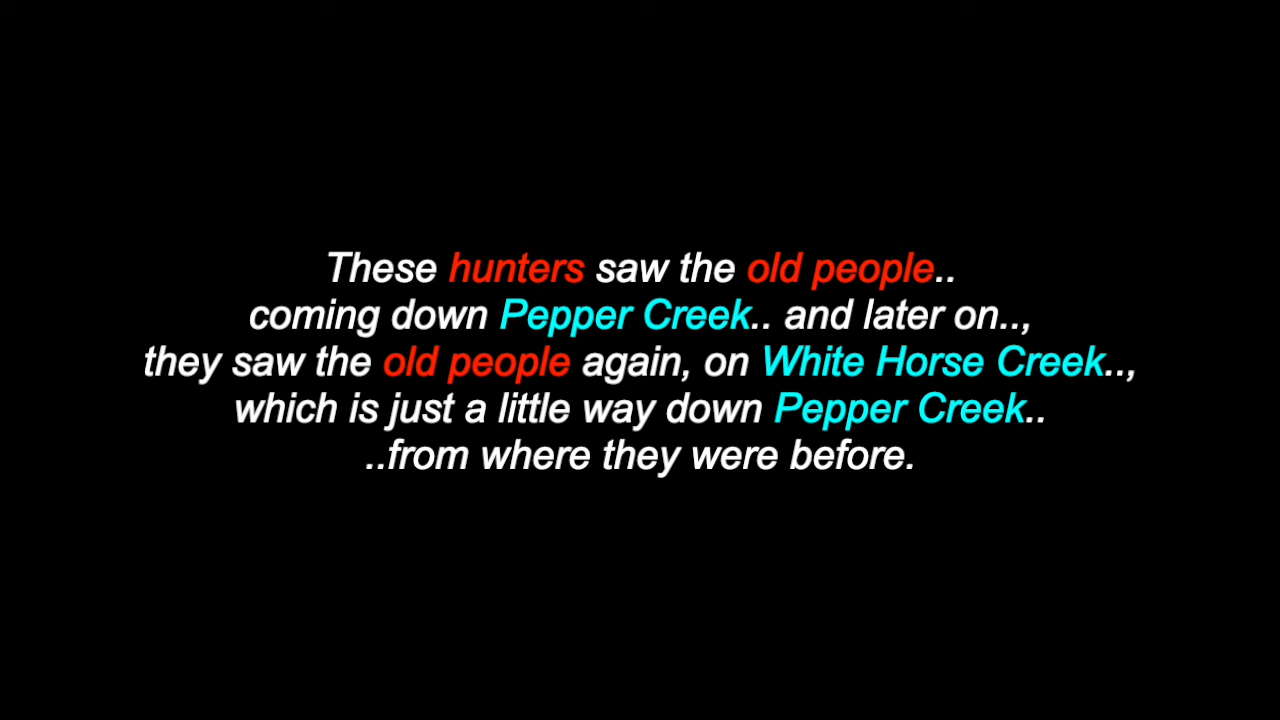 These hunters saw the old people..
coming down Pepper Creek.. and later on..,
they saw the old people again, on White Horse Creek..,
which is just a little way down Pepper Creek..
..from where they were before.